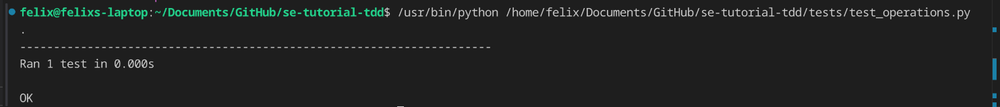 felix@felixs-laptop:~/Documents/GitHub/se-tutorial-tdd$ /usr/bin/python /home/felix/Documents/GitHub/se-tutorial-tdd/tests/test_operations.py
.
----------------------------------------------------------------------
Ran 1 test in 0.000s
OK